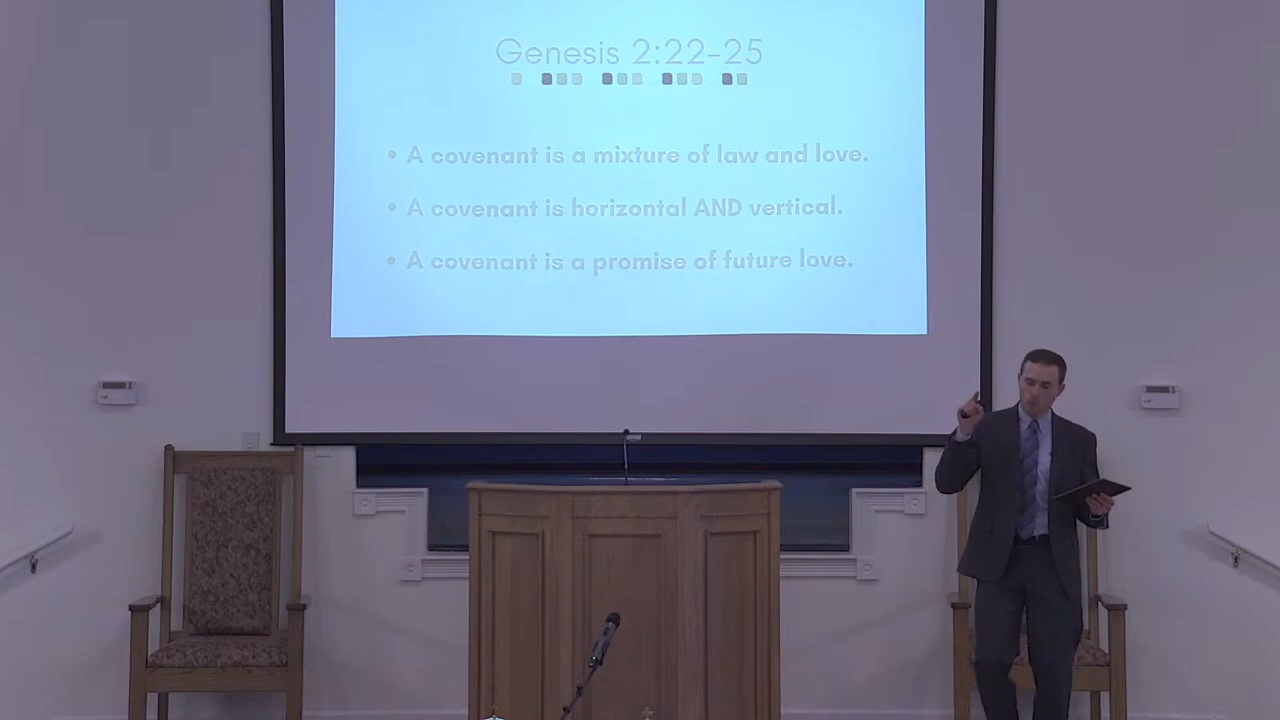 Genesis 2:22-25
• A covenant is a mixture of law and love.
• A covenant is horizontal AND vertical.
• A covenant is a promise of future love.